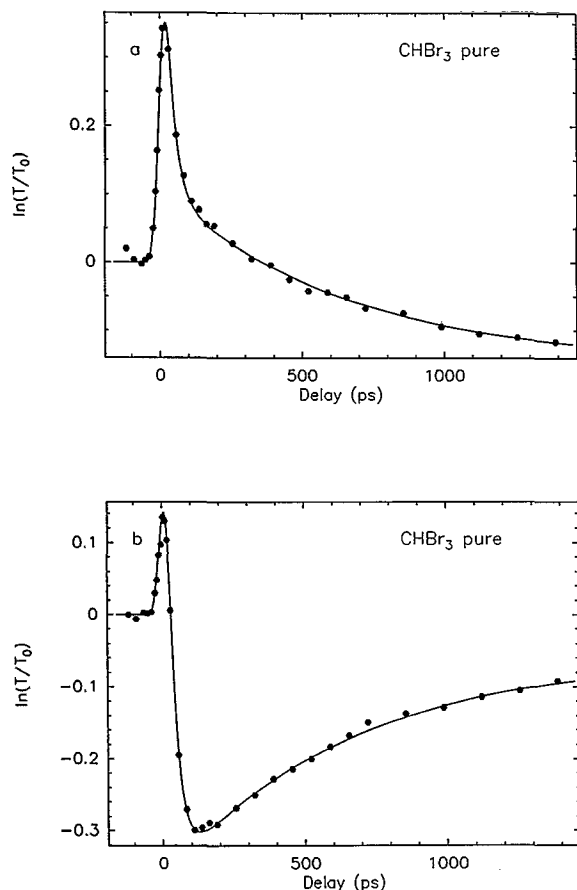 a
CHBr₃ pure
ln(T/T₀)
0.2
0
0
500
1000
Delay (ps)
b
CHBr₃ pure
ln(T/T₀)
0.1
0
−0.1
−0.2
−0.3
0
500
1000
Delay (ps)